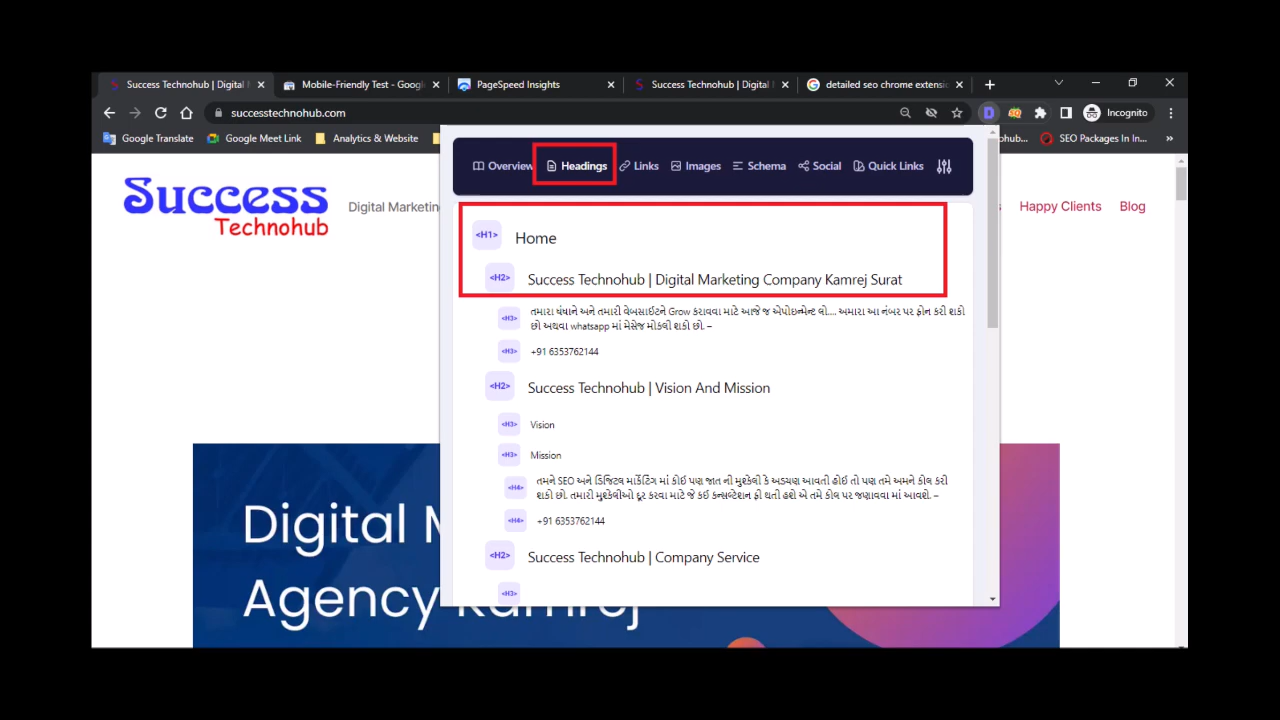 Success Technohub | Digital
Mobile-Friendly Test - Googl
PageSpeed Insights
Success Technohub | Digital
detailed seo chrome extensi
successtechnohub.com
Incognito
Google Translate
Google Meet Link
Analytics & Website
SEO Packages In In...
Success
Technohub
Digital Marketin
Happy Clients
Blog
Overview
Headings
Links
Images
Schema
Social
Quick Links
<H1> Home
<H2> Success Technohub | Digital Marketing Company Kamrej Surat
<H3> તમારા ધંધાને અને તમારી વેબસાઈટને Grow કરાવવા માટે આજે જ એપોઇન્મેન્ટ લો.... અમારા આ નંબર પર ફોન કરી શકો
છો અથવા whatsapp માં મેસેજ મોકલી શકો છો. –
<H3> +91 6353762144
<H2> Success Technohub | Vision And Mission
<H3> Vision
<H3> Mission
<H4> તમને SEO અને ડિજિટલ માર્કેટિંગ માં કોઇ પણ જાત ની મુશ્કેલી કે અડચણ આવતી હોઇ તો પણ તમે અમને કોલ કરી
શકો છો. તમારી મુશ્કેલીઓ દૂર કરવા માટે જે કઈ કન્સલ્ટેશન ફ્રી થતી હશે એ તમે કોલ પર જણાવવા માં આવશે. –
<H4> +91 6353762144
<H2> Success Technohub | Company Service
<H3>
Digital M
Agency Kamrej